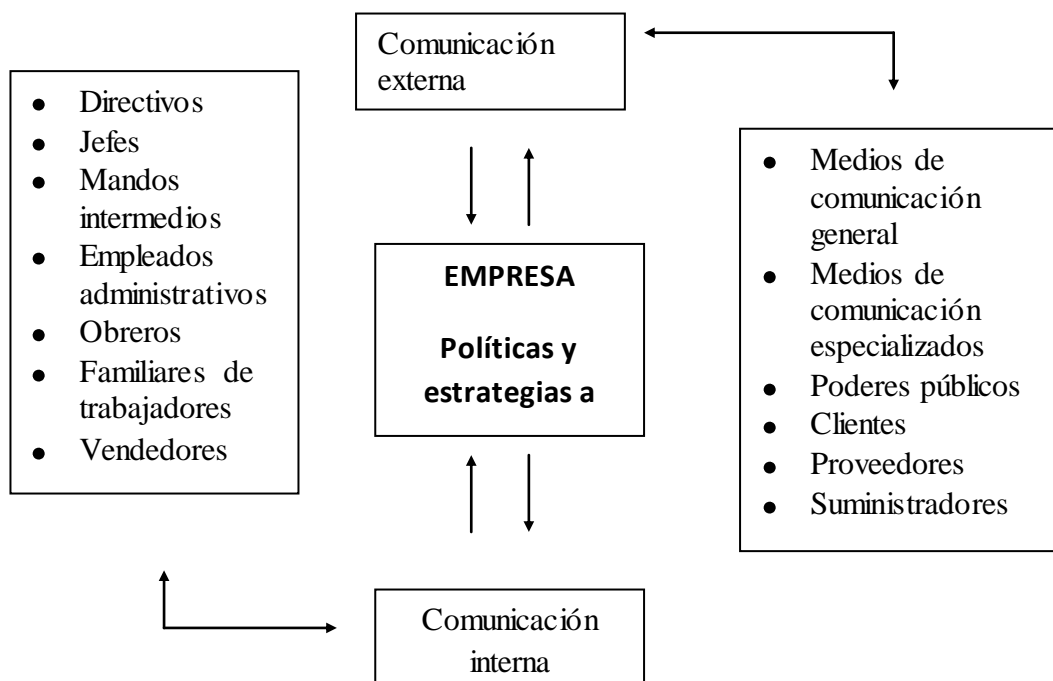 Comunicación
externa
● Directivos
● Jefes
● Mandos
intermedios
● Empleados
administrativos
● Obreros
● Familiares de
trabajadores
● Vendedores
● Medios de
comunicación
general
● Medios de
comunicación
especializados
● Poderes públicos
● Clientes
● Proveedores
● Suministradores
EMPRESA
Políticas y
estrategias a
Comunicación
interna